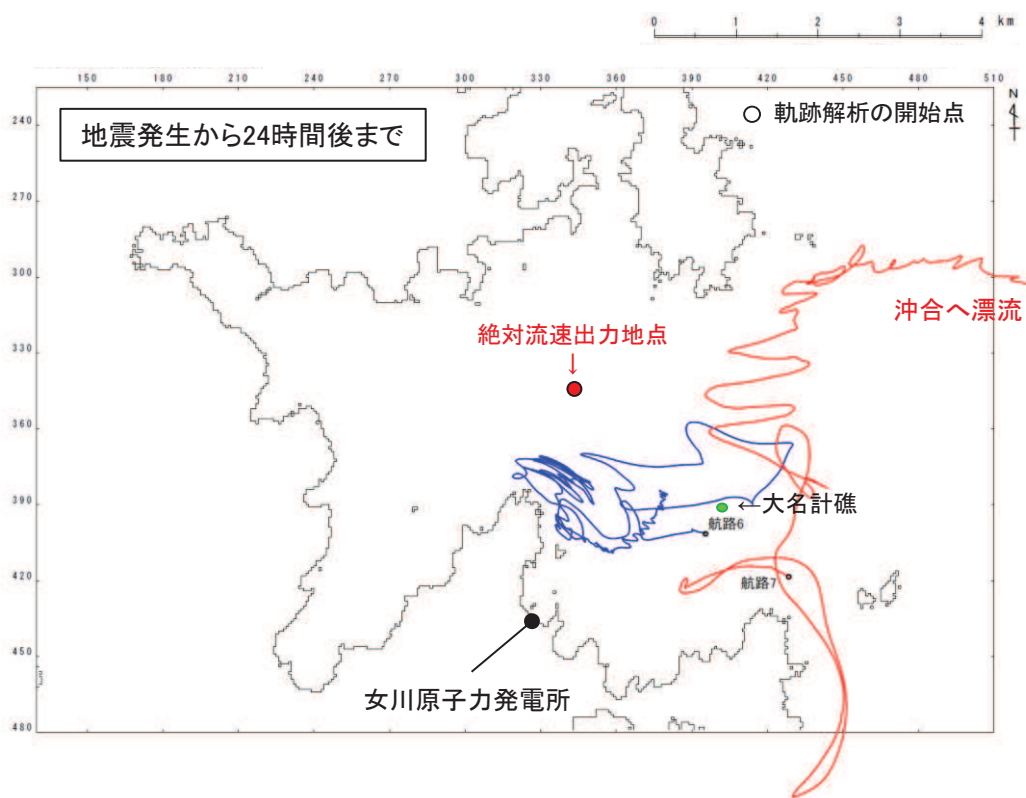 0 1 2 3 4 km
150 180 210 240 270 300 330 360 390 420 450 510
N
240
270
300
330
360
390
420
450
480
地震発生から24時間後まで
○ 軌跡解析の開始点
沖合へ漂流
絶対流速出力地点
↓
←大名計礁
航路6
航路7
女川原子力発電所